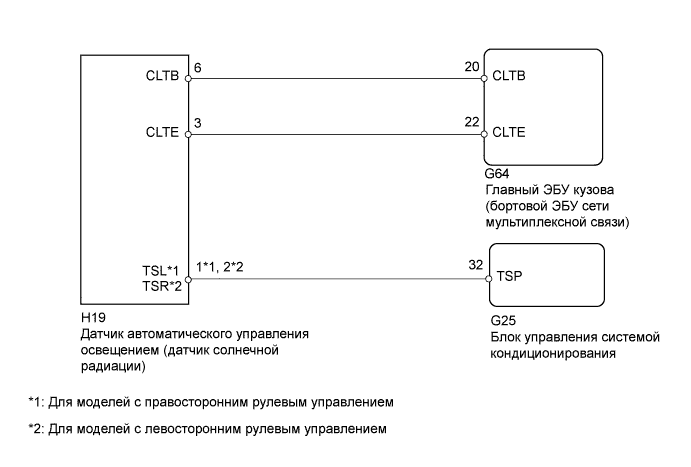 CLTB 6 20 CLTB
CLTE 3 22 CLTE
G64
Главный ЭБУ кузова
(бортовой ЭБУ сети
мультиплексной связи)
TSL*1 1*1, 2*2 32 TSP
TSR*2
H19
Датчик автоматического управления
освещением (датчик солнечной
радиации)
G25
Блок управления системой
кондиционирования
*1: Для моделей с правосторонним рулевым управлением
*2: Для моделей с левосторонним рулевым управлением